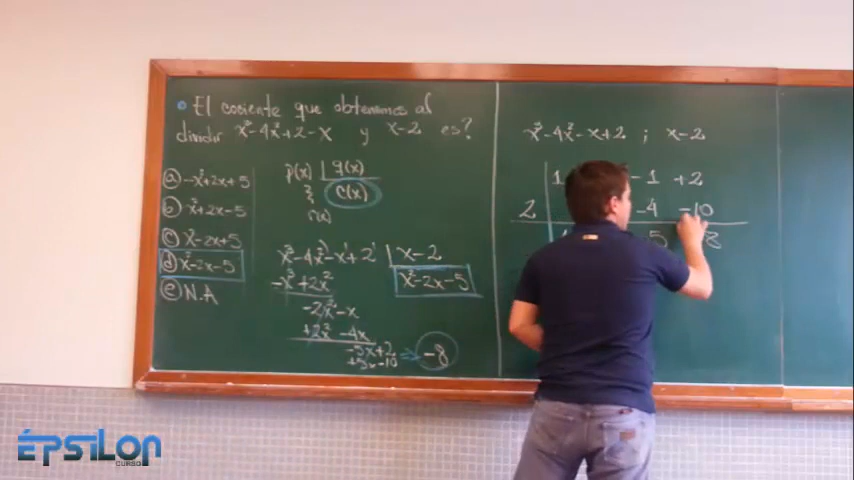 El cociente que obtenemos al
dividir x³-4x²+2-x y x-2 es?
a) -x²+2x+5
b) x²+2x-5
c) x²-2x+5
d) x²-2x-5
e) N.A
p(x) | q(x)
c(x)
r(x)
x³-4x²-x+2 | x-2
-x³+2x² x²-2x-5
-2x²-x
+2x²-4x
-5x+2
+5x-10 ⇒ -8
x³-4x²-x+2 ; x-2
1 -1 +2
2 -4 -10
5 8
ÉPSILON
CURSO